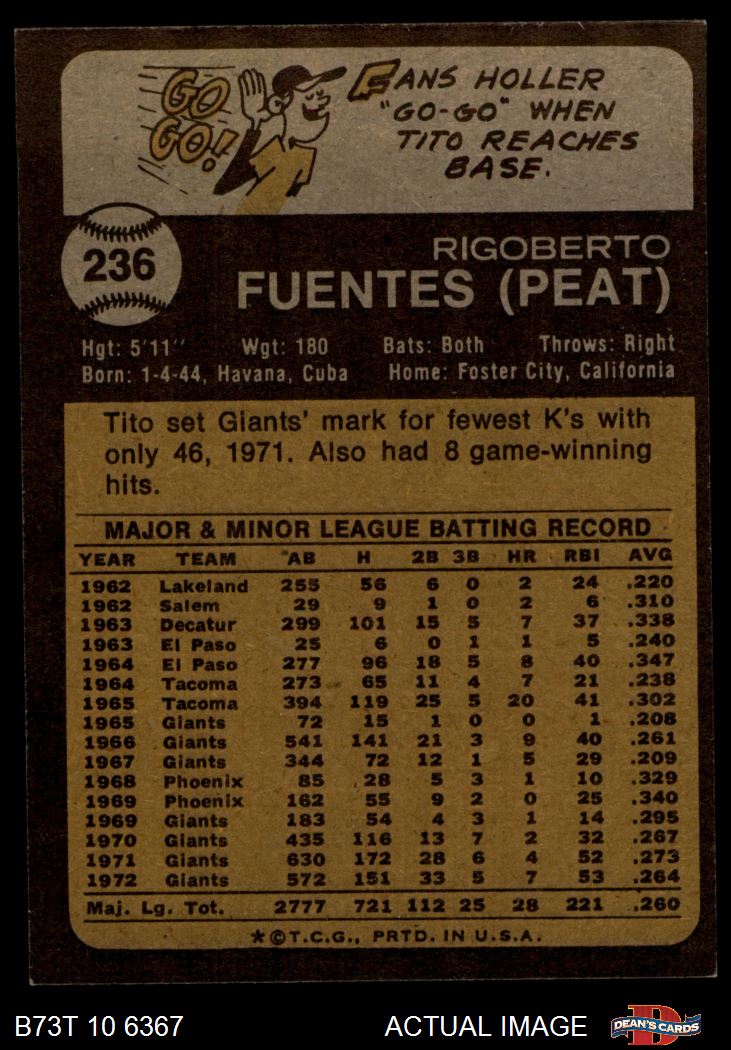 GO
GO!
FANS HOLLER
"GO-GO" WHEN
TITO REACHES
BASE.
236
RIGOBERTO
FUENTES (PEAT)
Hgt: 5'11" Wgt: 180 Bats: Both Throws: Right
Born: 1-4-44, Havana, Cuba Home: Foster City, California
Tito set Giants' mark for fewest K's with
only 46, 1971. Also had 8 game-winning
hits.
MAJOR & MINOR LEAGUE BATTING RECORD
YEAR TEAM AB H 2B 3B HR RBI AVG
1962 Lakeland 255 56 6 0 2 24 .220
1962 Salem 29 9 1 0 2 6 .310
1963 Decatur 299 101 15 5 7 37 .338
1963 El Paso 25 6 0 1 1 5 .240
1964 El Paso 277 96 18 5 8 40 .347
1964 Tacoma 273 65 11 4 7 21 .238
1965 Tacoma 394 119 25 5 20 41 .302
1965 Giants 72 15 1 0 0 1 .208
1966 Giants 541 141 21 3 9 40 .261
1967 Giants 344 72 12 1 5 29 .209
1968 Phoenix 85 28 5 3 1 10 .329
1969 Phoenix 162 55 9 2 0 25 .340
1969 Giants 183 54 4 3 1 14 .295
1970 Giants 435 116 13 7 2 32 .267
1971 Giants 630 172 28 6 4 52 .273
1972 Giants 572 151 33 5 7 53 .264
Maj. Lg. Tot. 2777 721 112 25 28 221 .260
*©T.C.G., PRTD. IN U.S.A.
B73T 10 6367 ACTUAL IMAGE D DEAN'S CARDS